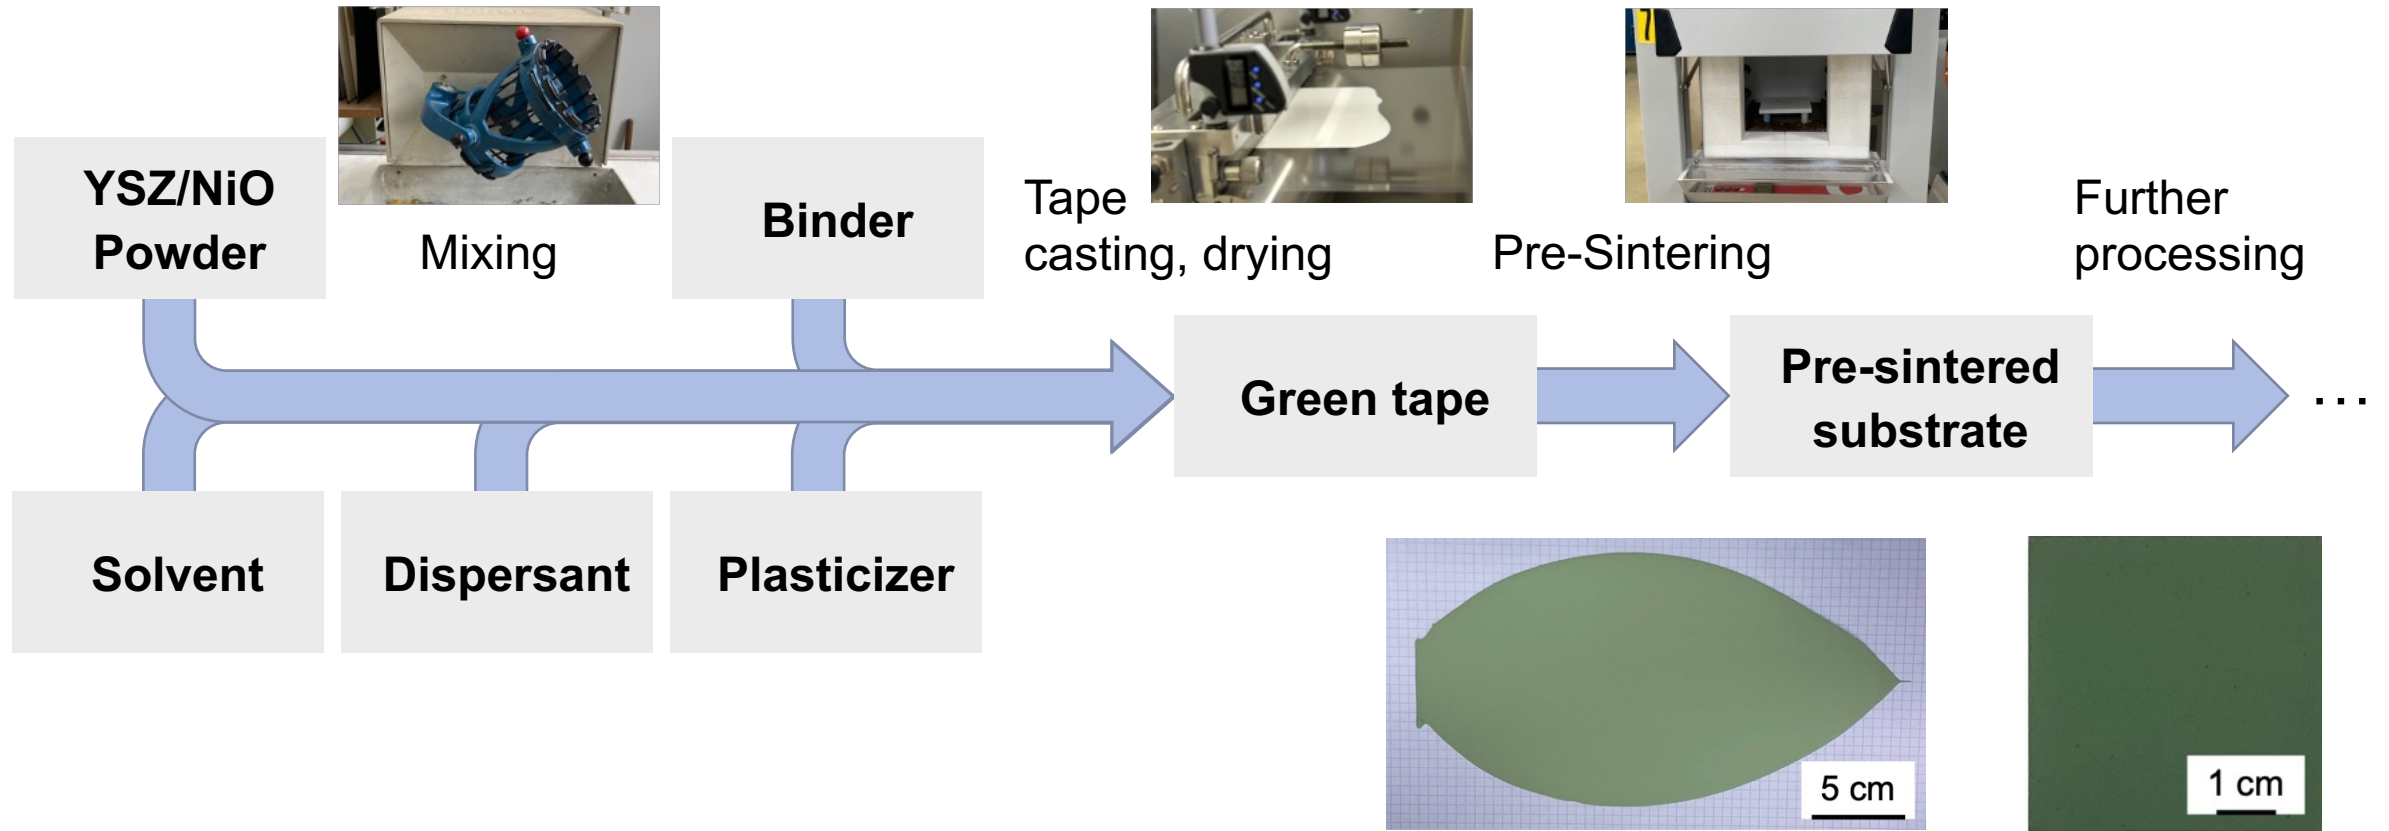 YSZ/NiO
Powder
Mixing
Binder
Tape
casting, drying
Pre-Sintering
Further
processing
Green tape
Pre-sintered
substrate
...
Solvent
Dispersant
Plasticizer
5 cm
1 cm
7